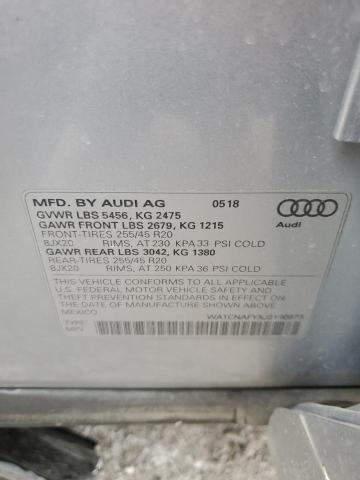 MFD. BY AUDI AG 0518
GVWR LBS 5456, KG 2475
GAWR FRONT LBS 2679, KG 1215
FRONT-TIRES 255/45 R20
8JX20 RIMS, AT 230 KPA 33 PSI COLD
GAWR REAR LBS 3042, KG 1380
REAR-TIRES 255/45 R20
8JX20 RIMS, AT 250 KPA 36 PSI COLD
Audi
THIS VEHICLE CONFORMS TO ALL APPLICABLE
U.S. FEDERAL MOTOR VEHICLE SAFETY
STANDARDS IN EFFECT ON THE DATE OF
MANUFACTURE SHOWN ABOVE
MEXICO
TYPE
MPV